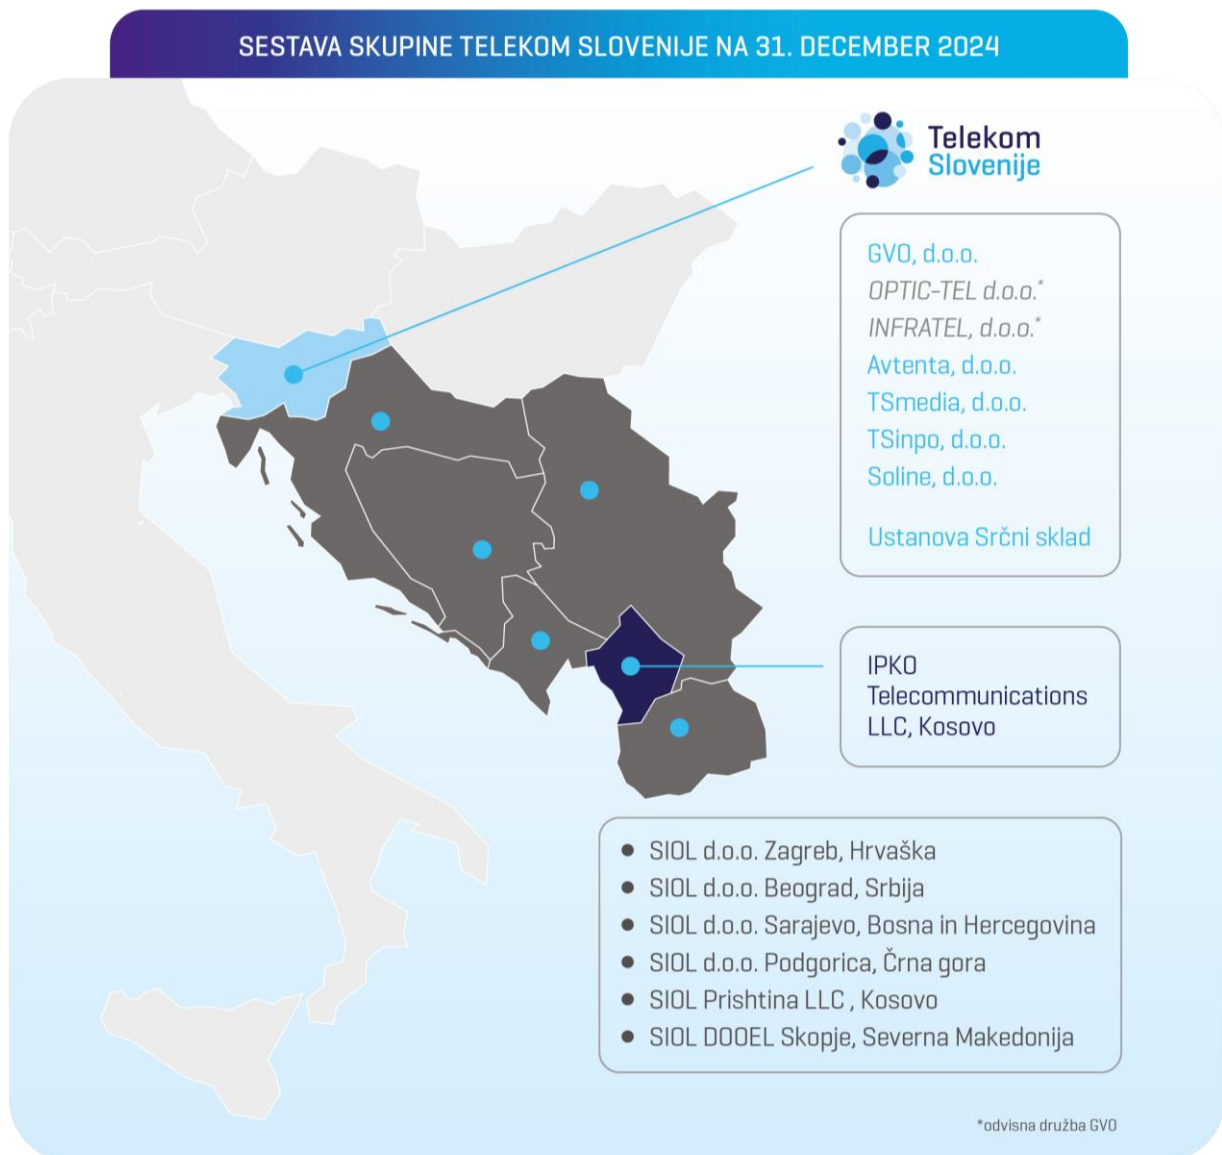 SESTAVA SKUPINE TELEKOM SLOVENIJE NA 31. DECEMBER 2024
Telekom
Slovenije
GVO, d.o.o.
OPTIC-TEL d.o.o.*
INFRATEL, d.o.o.*
Avtenta, d.o.o.
TSmedia, d.o.o.
TSinpo, d.o.o.
Soline, d.o.o.
Ustanova Srčni sklad
IPKO
Telecommunications
LLC, Kosovo
● SIOL d.o.o. Zagreb, Hrvaška
● SIOL d.o.o. Beograd, Srbija
● SIOL d.o.o. Sarajevo, Bosna in Hercegovina
● SIOL d.o.o. Podgorica, Črna gora
● SIOL Prishtina LLC , Kosovo
● SIOL DOOEL Skopje, Severna Makedonija
*odvisna družba GVO